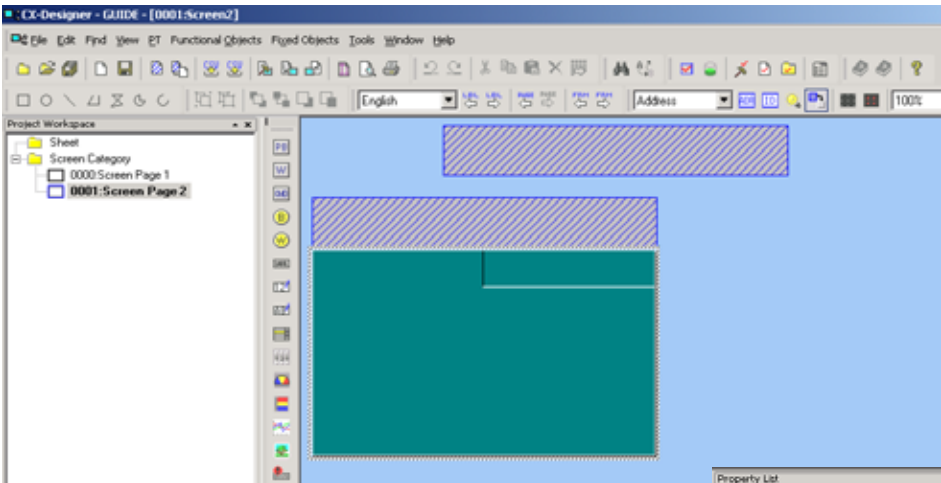 CX-Designer - GUIDE - [0001:Screen2]
File Edit Find View PT Functional Objects Fixed Objects Tools Window Help
English Address 100%
Project Workspace
Sheet
Screen Category
0000:Screen Page 1
0001:Screen Page 2
PB
W
Property List